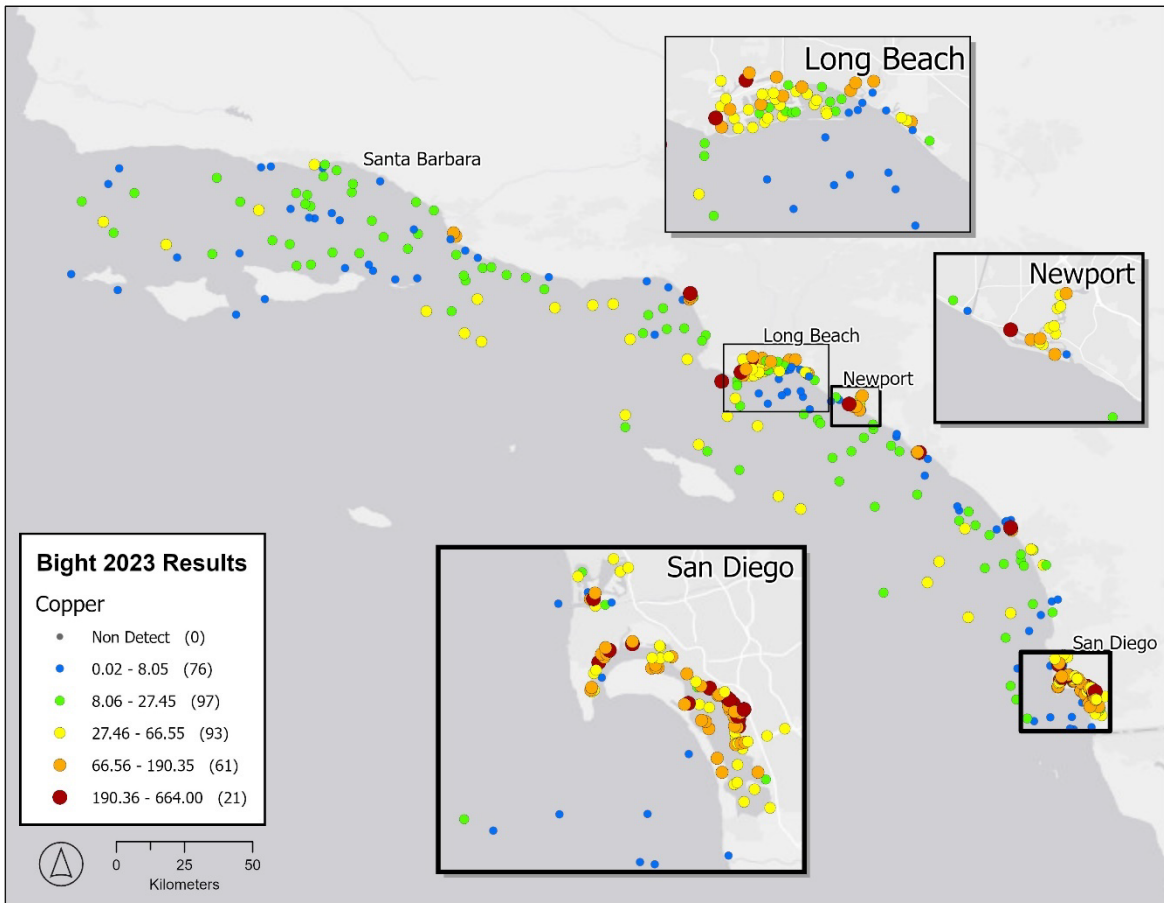 Long Beach
Santa Barbara
Newport
Long Beach
Newport
San Diego
San Diego
Bight 2023 Results
Copper
Non Detect (0)
0.02 - 8.05 (76)
8.06 - 27.45 (97)
27.46 - 66.55 (93)
66.56 - 190.35 (61)
190.36 - 664.00 (21)
0 25 50
Kilometers